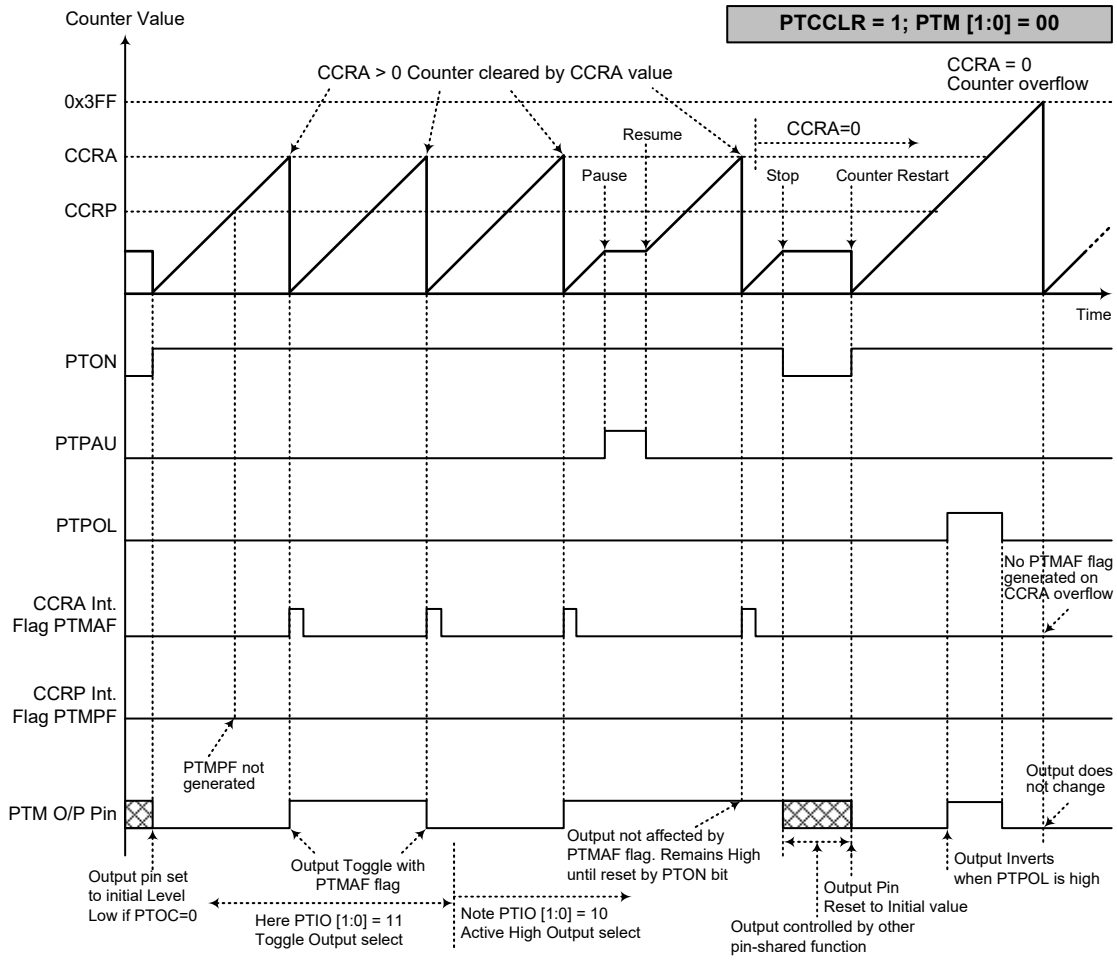 Counter Value
PTCCLR = 1; PTM [1:0] = 00
CCRA > 0 Counter cleared by CCRA value
CCRA = 0
Counter overflow
0x3FF
Resume
CCRA=0
CCRA
Pause
Stop
Counter Restart
CCRP
Time
PTON
PTPAU
PTPOL
No PTMAF flag
generated on
CCRA overflow
CCRA Int.
Flag PTMAF
CCRP Int.
Flag PTMPF
PTMPF not
generated
Output does
not change
PTM O/P Pin
Output pin set
to initial Level
Low if PTOC=0
Output Toggle with
PTMAF flag
Output not affected by
PTMAF flag. Remains High
until reset by PTON bit
Output Inverts
when PTPOL is high
Output Pin
Reset to Initial value
Here PTIO [1:0] = 11
Toggle Output select
Note PTIO [1:0] = 10
Active High Output select
Output controlled by other
pin-shared function